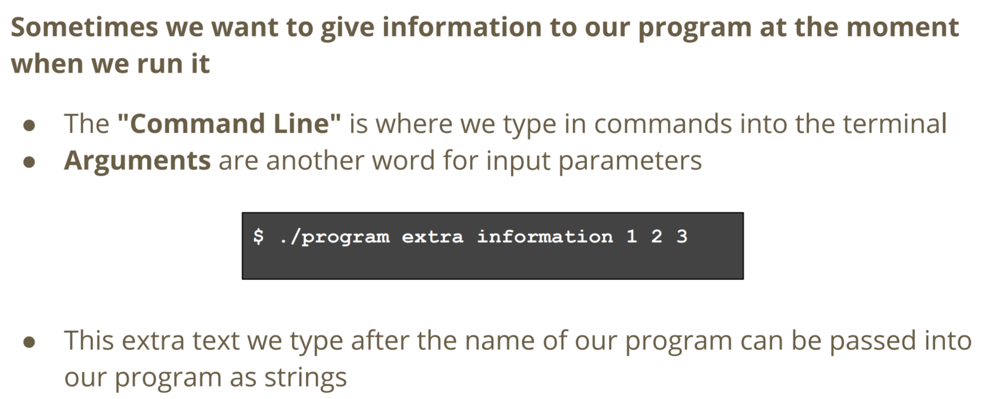 Sometimes we want to give information to our program at the moment
when we run it
● The "Command Line" is where we type in commands into the terminal
● Arguments are another word for input parameters
$ ./program extra information 1 2 3
● This extra text we type after the name of our program can be passed into
our program as strings